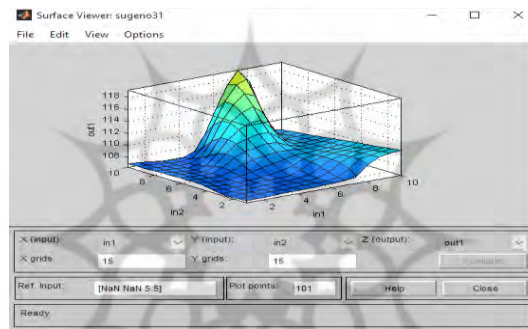 Surface Viewer: sugeno31
File Edit View Options
118
116
114
112
110
108
out1
10 8 6 4 2
in2
2 4 6 8 10
in1
X (input): in1 Y (input): in2 Z (output): out1
X grids: 15 Y grids: 15
Ref. Input: [NaN NaN 5 5] Plot points: 101 Help Close
Ready